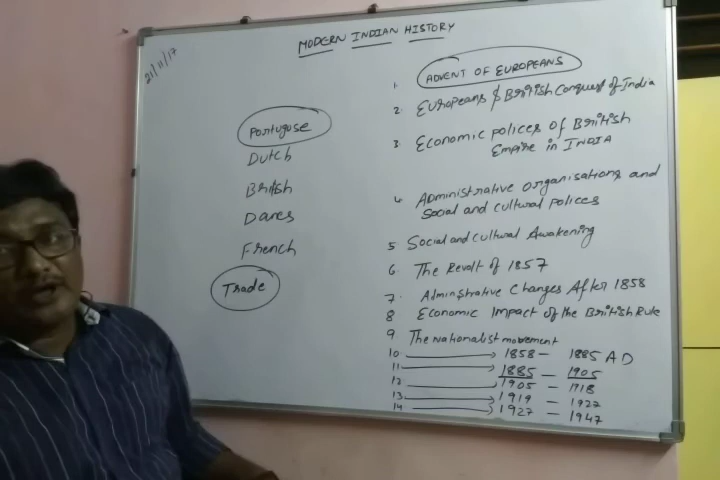 MODERN INDIAN HISTORY
21/11/17
Portuguse
Dutch
British
Danes
French
Trade
1. ADVENT OF EUROPEANS
2. Europeans & British Conquest of India
3. Economic polices of British
Empire in INDIA
4. Administrative organisations and
Social and cultural polices
5 Social and cultural Awakening
6. The Revolt of 1857
7. Adminstrative Changes After 1858
8 Economic Impact of the British Rule
9 The nationalist movement
10 1858 - 1885 AD
11 1885 - 1905
12 1905 - 1918
13 1919 - 1927
14 1927 - 1947